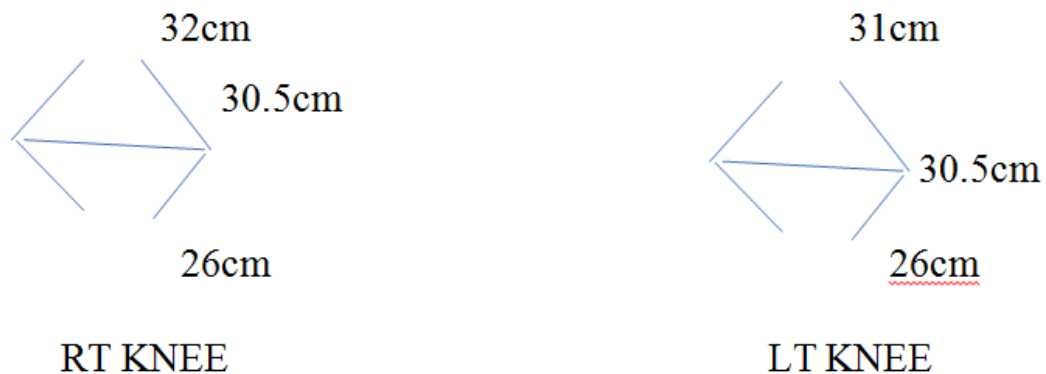 32cm
30.5cm
26cm
RT KNEE
31cm
30.5cm
26cm
LT KNEE